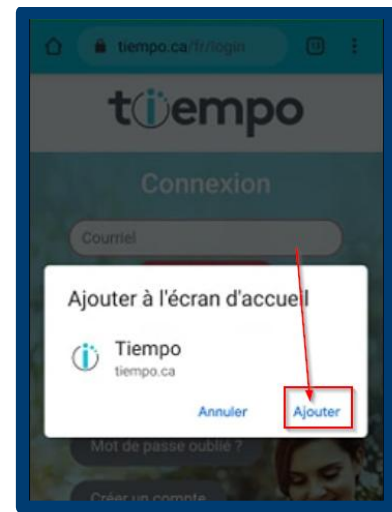 tiempo.ca/fr/login
tiempo
Connexion
Courriel
Ajouter à l'écran d'accueil
Tiempo
tiempo.ca
Annuler Ajouter
Mot de passe oublié ?
Créer un compte